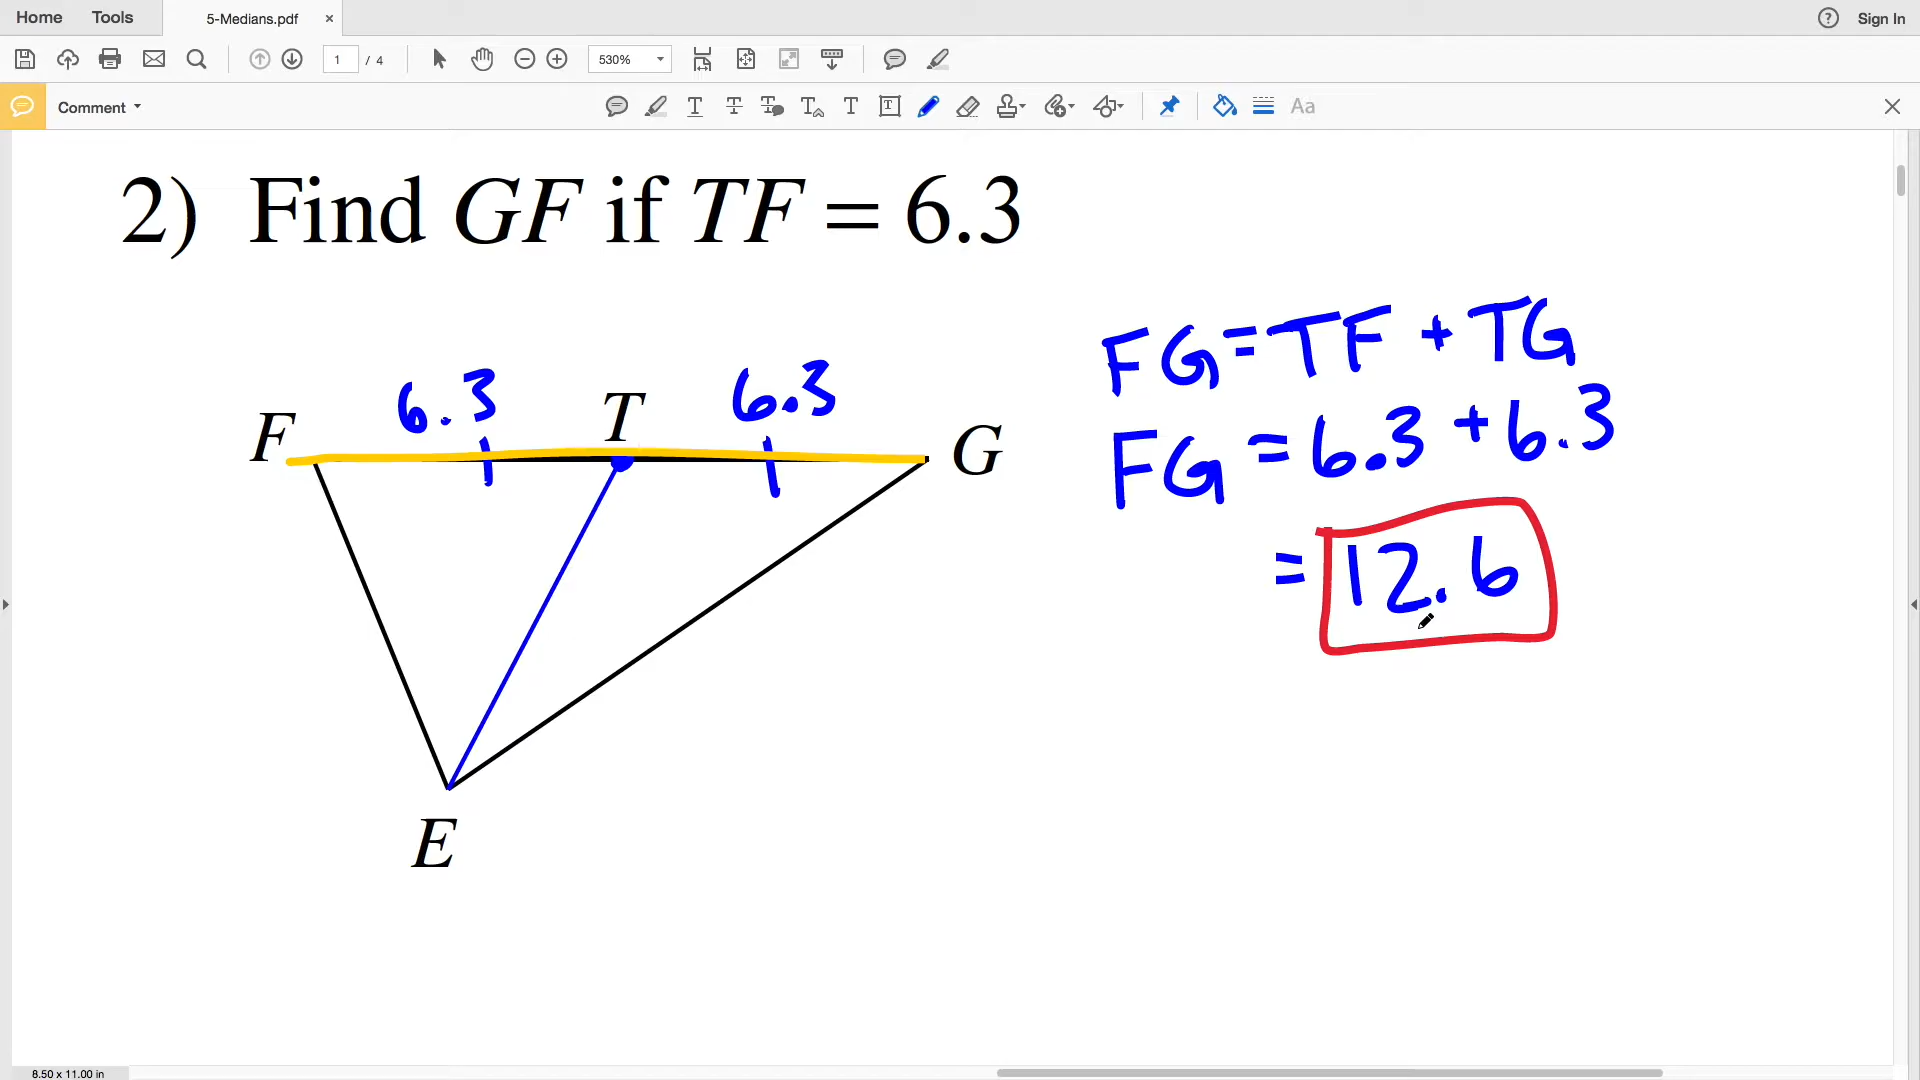 Home Tools 5-Medians.pdf × ? Sign In
1 / 4 530%
Comment T T T T T T Aa
2) Find GF if TF = 6.3
FG = TF + TG
6.3 6.3
F T G
FG = 6.3 + 6.3
= 12.6
E
8.50 x 11.00 in